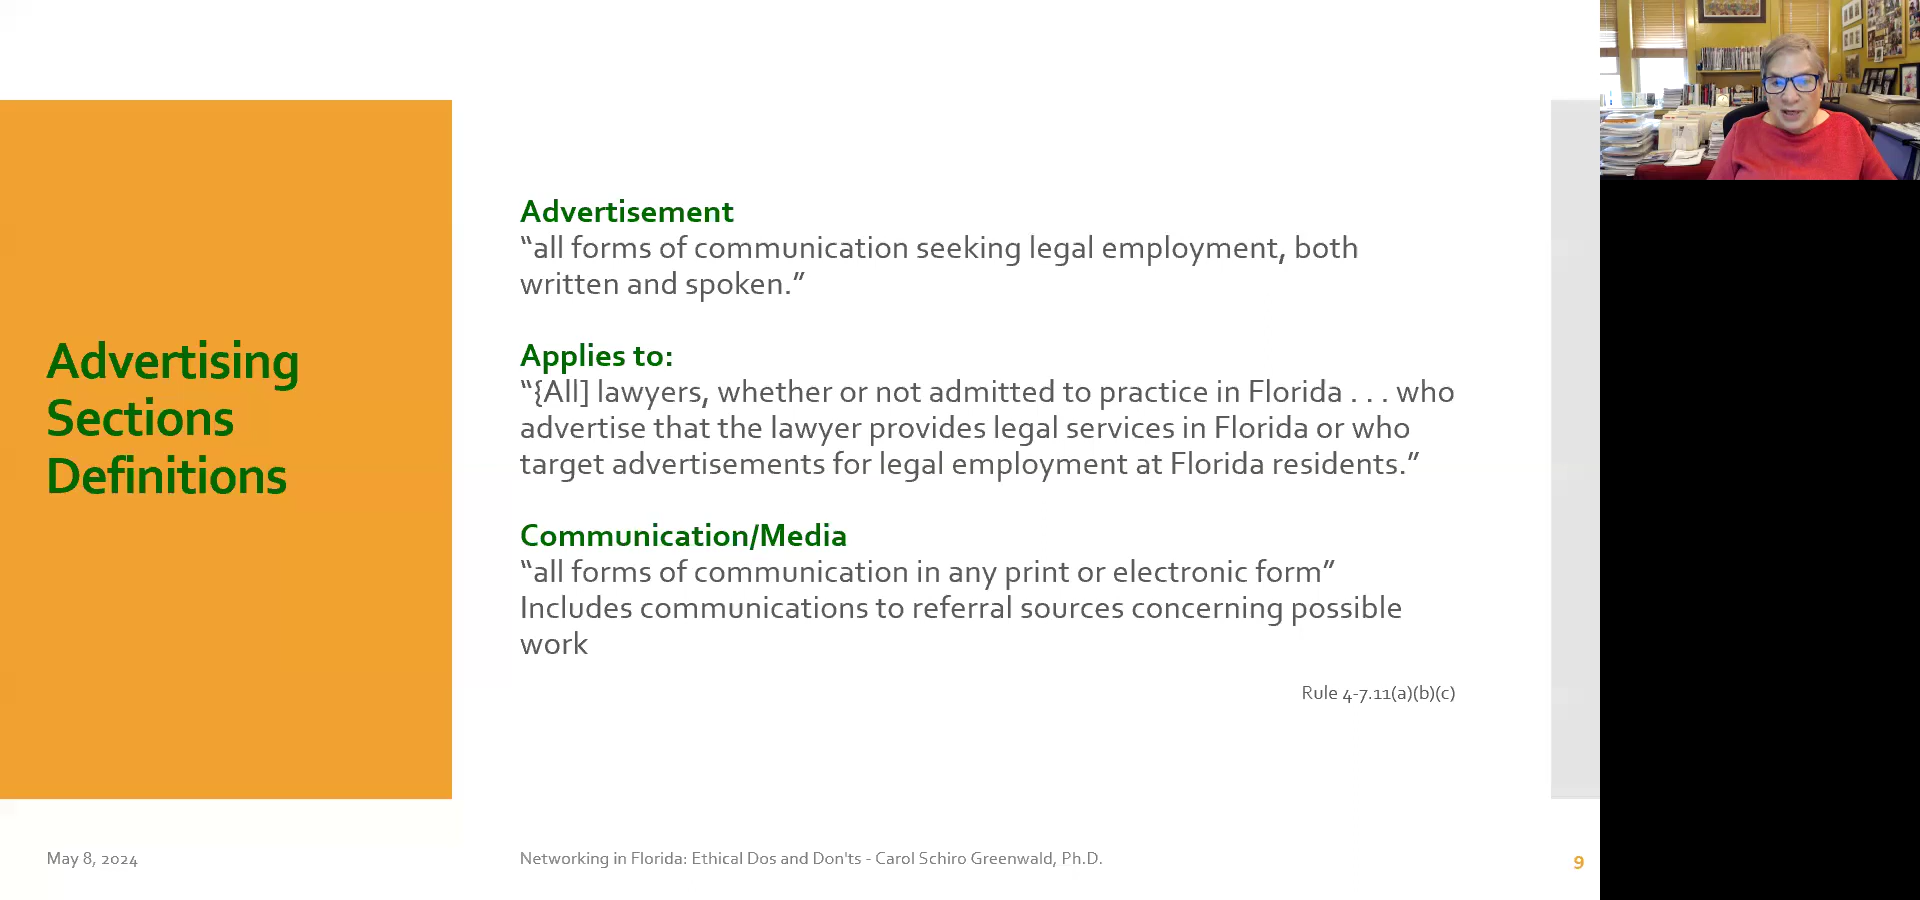 Advertising
Sections
Definitions
Advertisement
“all forms of communication seeking legal employment, both
written and spoken.”
Applies to:
“{All] lawyers, whether or not admitted to practice in Florida . . . who
advertise that the lawyer provides legal services in Florida or who
target advertisements for legal employment at Florida residents.”
Communication/Media
“all forms of communication in any print or electronic form”
Includes communications to referral sources concerning possible
work
Rule 4-7.11(a)(b)(c)
May 8, 2024
Networking in Florida: Ethical Dos and Don'ts - Carol Schiro Greenwald, Ph.D.
9